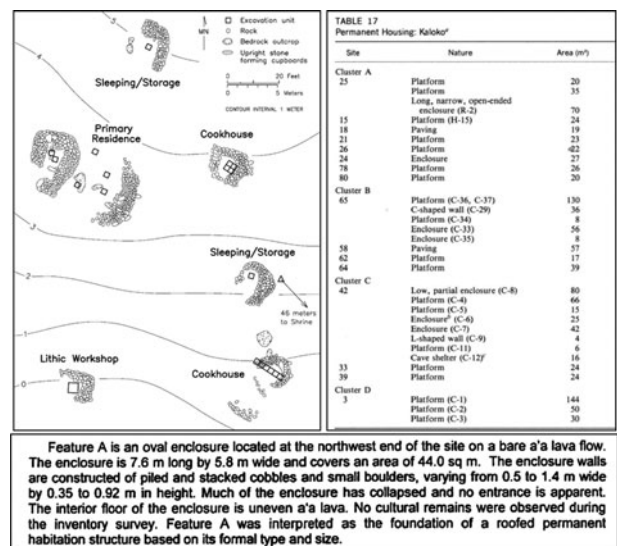 MN
Excavation unit
Rock
Bedrock outcrop
Upright stone
forming cupboards
0 20 Feet
0 5 Meters
CONTOUR INTERVAL 1 METER
5
Sleeping/Storage
4
Primary
Residence
Cookhouse
3
Sleeping/Storage
2
46 meters
to Shrine
1
Lithic Workshop
Cookhouse
0
TABLE 17
Permanent Housing: Kalokoᵃ
Site Nature Area (m²)
Cluster A
25 Platform 20
Platform 35
Long, narrow, open-ended
enclosure (R-2) 70
15 Platform (H-15) 24
18 Paving 19
21 Platform 23
26 Platform 22
24 Enclosure 27
78 Platform 26
80 Platform 20
Cluster B
65 Platform (C-36, C-37) 130
C-shaped wall (C-29) 36
Platform (C-34) 8
Enclosure (C-33) 56
Enclosure (C-35) 8
58 Paving 57
62 Platform 17
64 Platform 39
Cluster C
42 Low, partial enclosure (C-8) 80
Platform (C-4) 66
Platform (C-5) 15
Enclosureᵇ (C-6) 25
Enclosure (C-7) 42
L-shaped wall (C-9) 4
Platform (C-11) 6
Cave shelter (C-12)ᶜ 16
33 Platform 24
39 Platform 24
Cluster D
3 Platform (C-1) 144
Platform (C-2) 50
Platform (C-3) 30
Feature A is an oval enclosure located at the northwest end of the site on a bare a'a lava flow.
The enclosure is 7.6 m long by 5.8 m wide and covers an area of 44.0 sq m. The enclosure walls
are constructed of piled and stacked cobbles and small boulders, varying from 0.5 to 1.4 m wide
by 0.35 to 0.92 m in height. Much of the enclosure has collapsed and no entrance is apparent.
The interior floor of the enclosure is uneven a'a lava. No cultural remains were observed during
the inventory survey. Feature A was interpreted as the foundation of a roofed permanent
habitation structure based on its formal type and size.